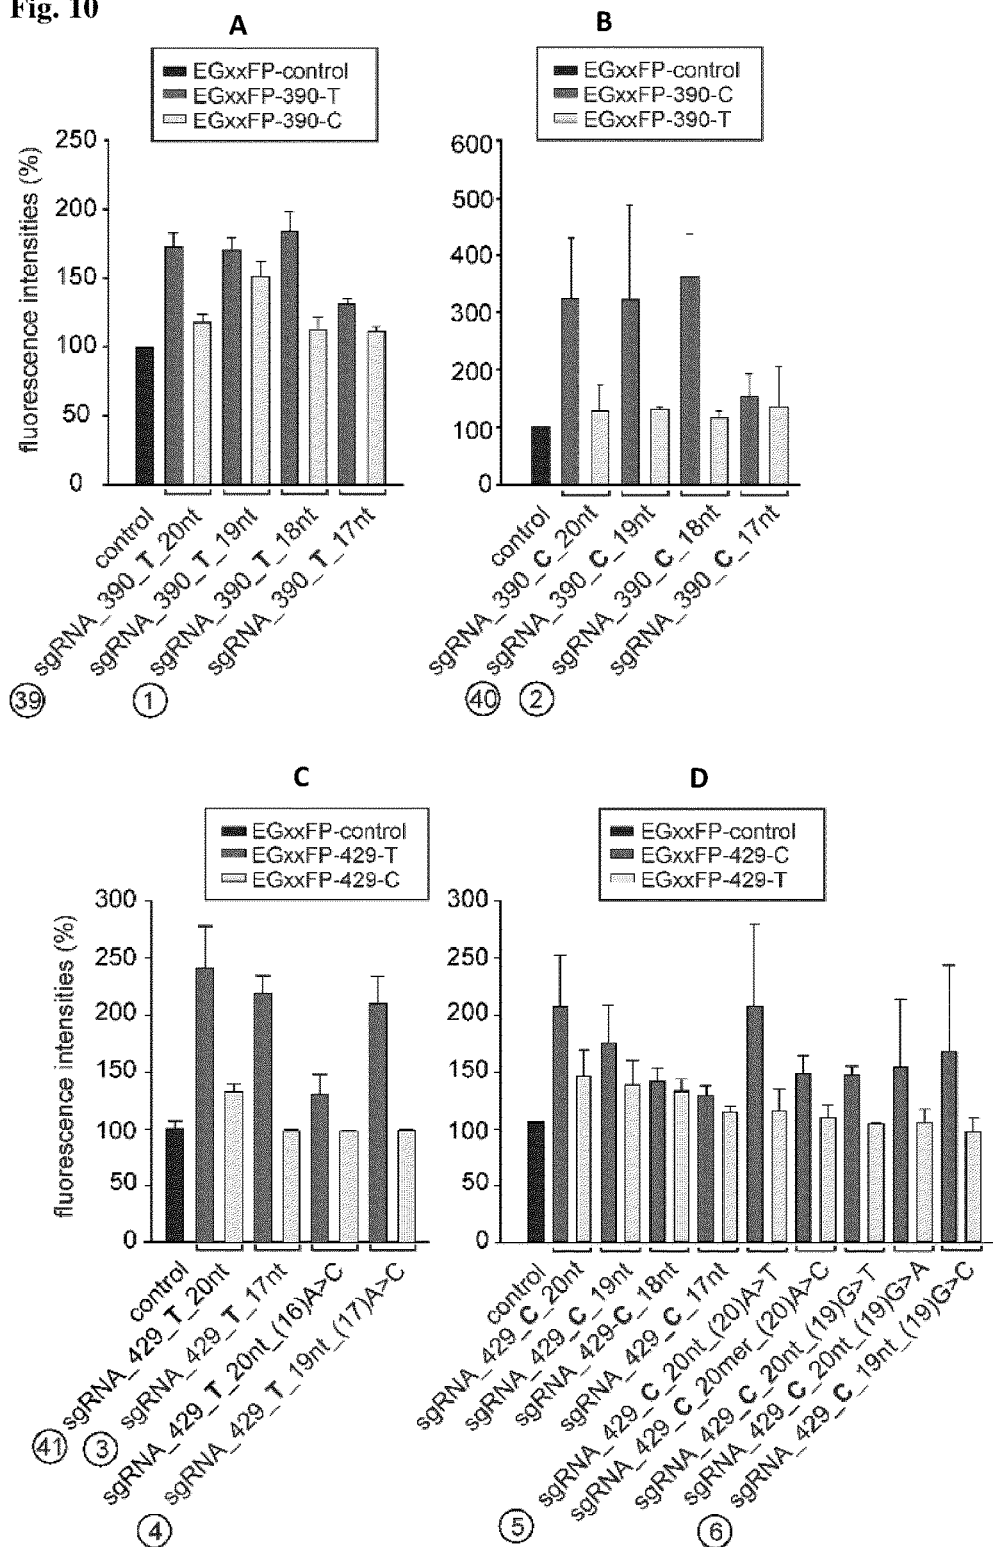 Fig. 10
A
EGxxFP-control
EGxxFP-390-T
EGxxFP-390-C
fluorescence intensities (%)
250
200
150
100
50
0
control
sgRNA_390_T_20nt
sgRNA_390_T_19nt
sgRNA_390_T_18nt
sgRNA_390_T_17nt
39
1
B
EGxxFP-control
EGxxFP-390-C
EGxxFP-390-T
600
500
400
300
200
100
0
control
sgRNA_390_C_20nt
sgRNA_390_C_19nt
sgRNA_390_C_18nt
sgRNA_390_C_17nt
40
2
C
EGxxFP-control
EGxxFP-429-T
EGxxFP-429-C
fluorescence intensities (%)
300
250
200
150
100
50
0
control
sgRNA_429_T_20nt
sgRNA_429_T_17nt
sgRNA_429_T_20nt_(16)A>C
sgRNA_429_T_19nt_(17)A>C
41
3
4
D
EGxxFP-control
EGxxFP-429-C
EGxxFP-429-T
300
250
200
150
100
50
0
control
sgRNA_429_C_20nt
sgRNA_429_C_19nt
sgRNA_429-C_18nt
sgRNA_429_C_17nt
sgRNA_429_C_20nt_(20)A>T
sgRNA_429_C_20mer_(20)A>C
sgRNA_429_C_20nt_(19)G>T
sgRNA_429_C_20nt_(19)G>A
sgRNA_429_C_19nt_(19)G>C
5
6